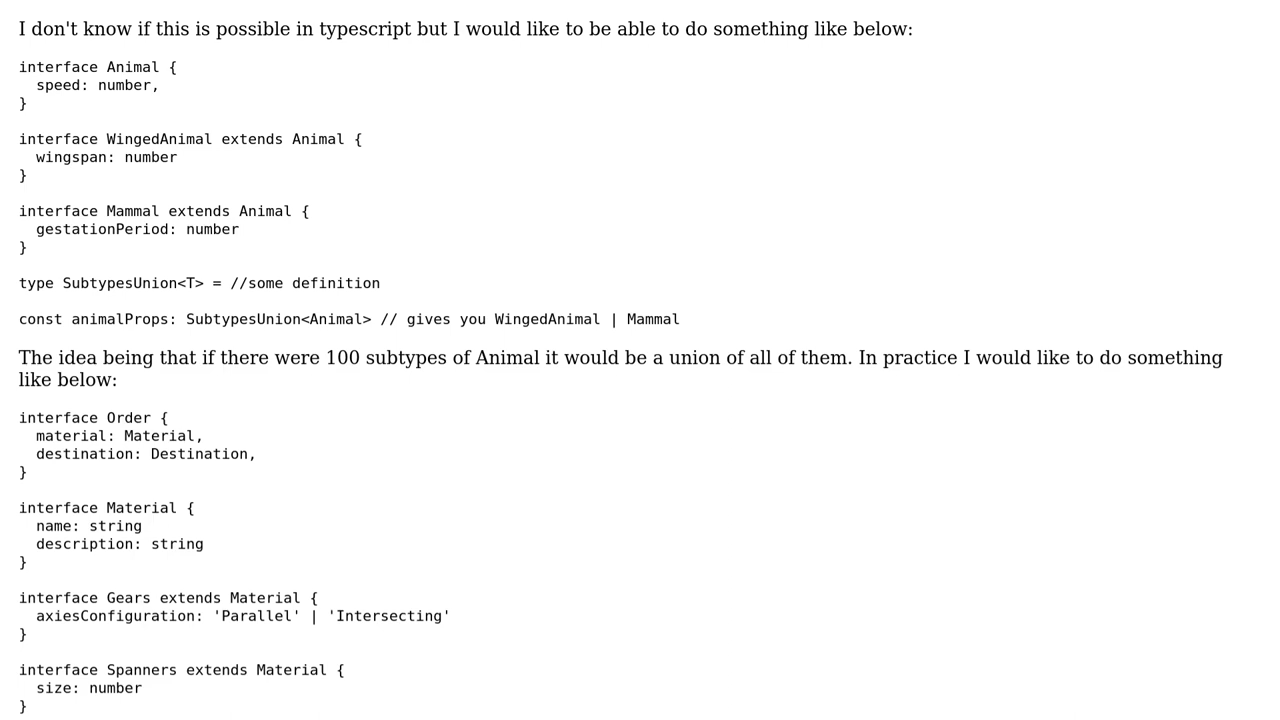 I don't know if this is possible in typescript but I would like to be able to do something like below:
interface Animal {
  speed: number,
}
interface WingedAnimal extends Animal {
  wingspan: number
}
interface Mammal extends Animal {
  gestationPeriod: number
}
type SubtypesUnion<T> = //some definition
const animalProps: SubtypesUnion<Animal> // gives you WingedAnimal | Mammal
The idea being that if there were 100 subtypes of Animal it would be a union of all of them. In practice I would like to do something
like below:
interface Order {
  material: Material,
  destination: Destination,
}
interface Material {
  name: string
  description: string
}
interface Gears extends Material {
  axiesConfiguration: 'Parallel' | 'Intersecting'
}
interface Spanners extends Material {
  size: number
}